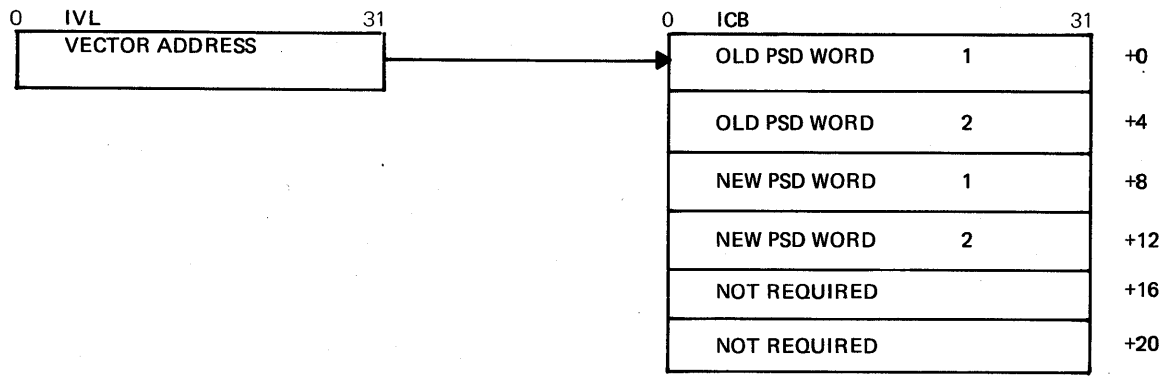 0 IVL 31
VECTOR ADDRESS
0 ICB 31
OLD PSD WORD 1 +0
OLD PSD WORD 2 +4
NEW PSD WORD 1 +8
NEW PSD WORD 2 +12
NOT REQUIRED +16
NOT REQUIRED +20